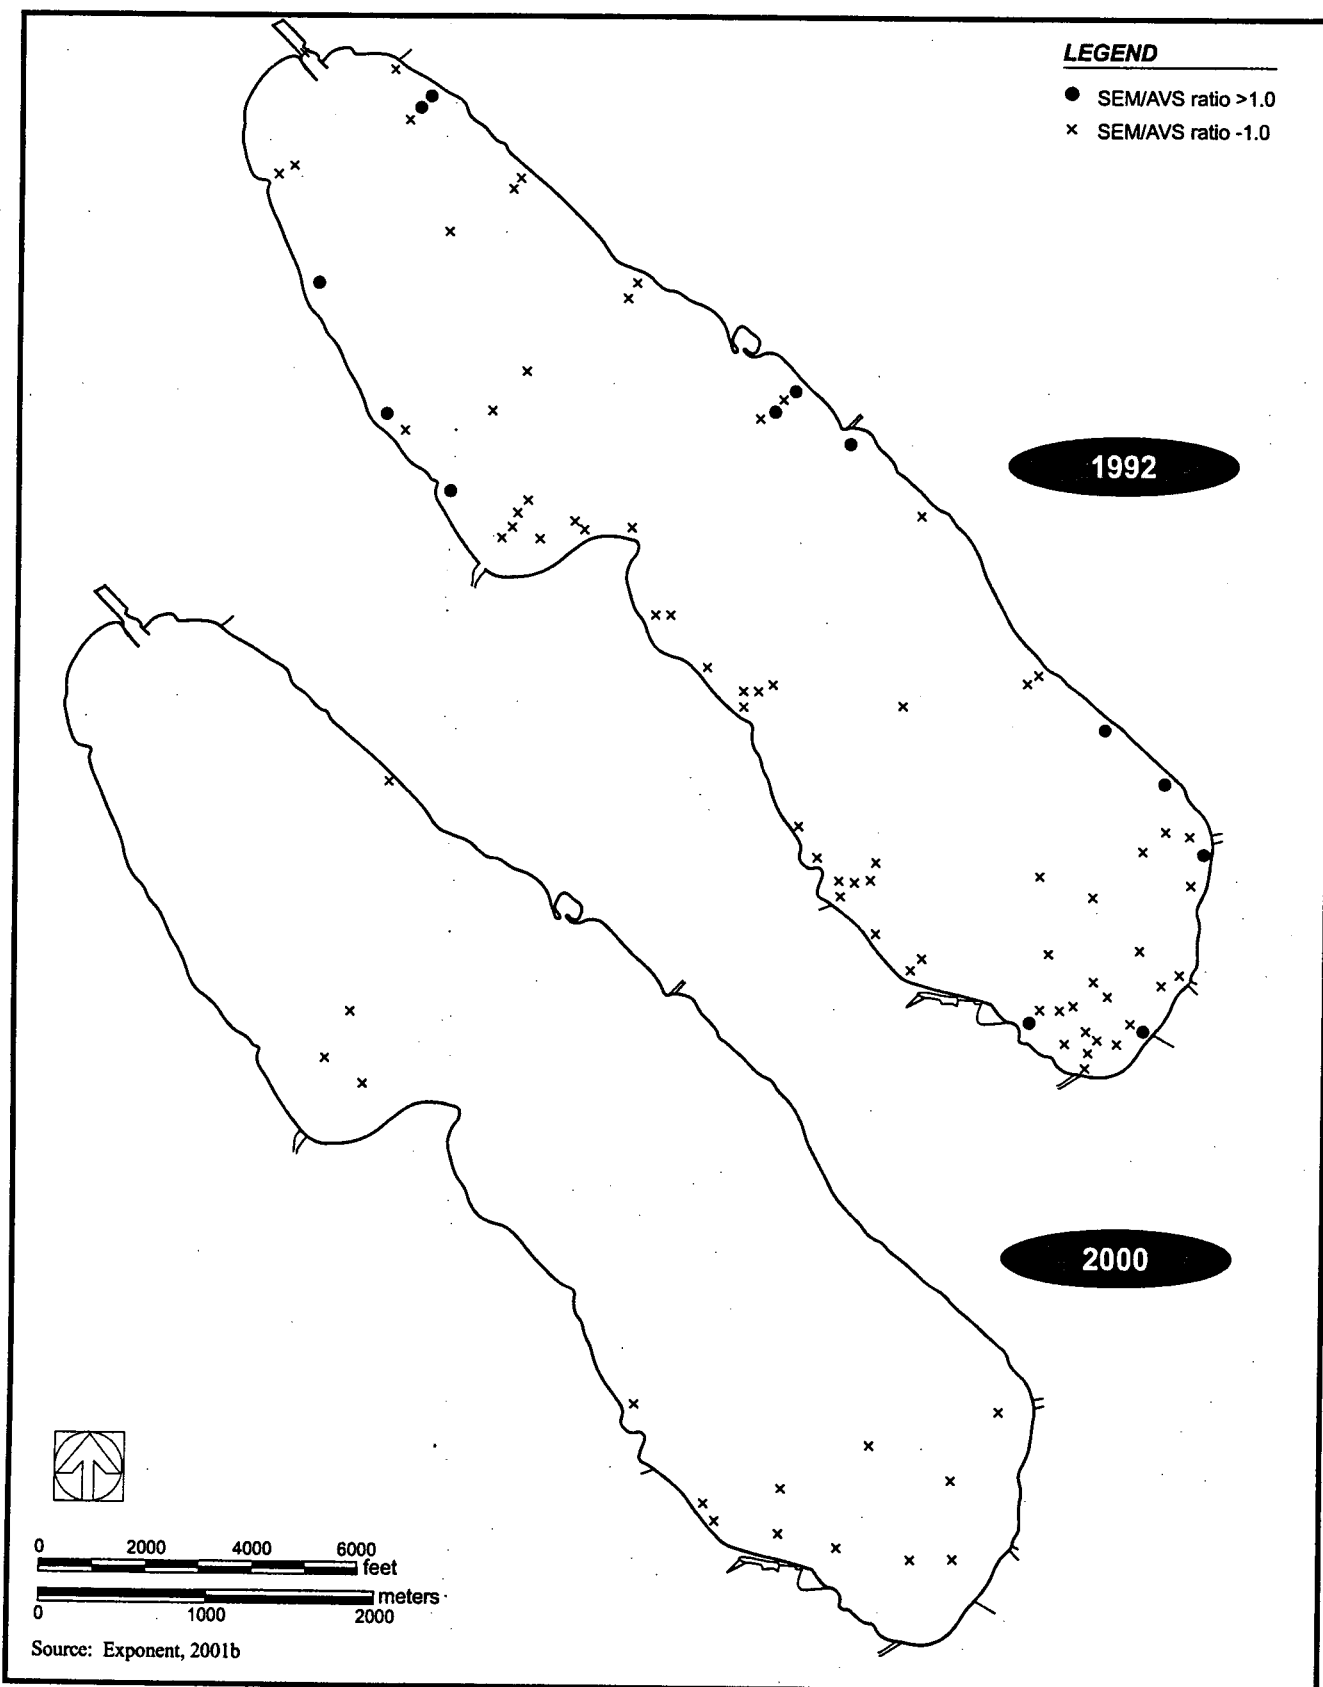 LEGEND
SEM/AVS ratio >1.0
SEM/AVS ratio -1.0
1992
2000
0 2000 4000 6000
feet
meters
0 1000 2000
Source: Exponent, 2001b